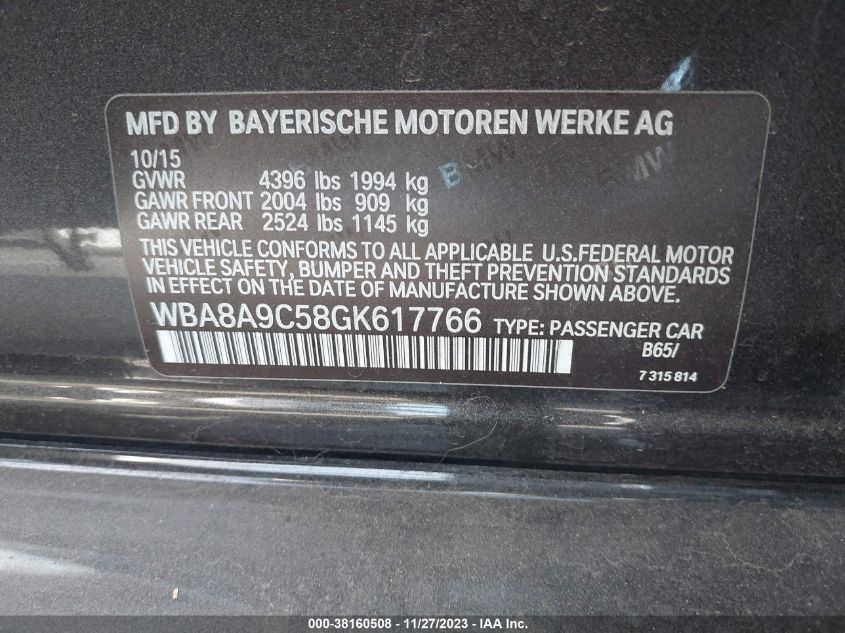 MFD BY BAYERISCHE MOTOREN WERKE AG
10/15
GVWR 4396 lbs 1994 kg
GAWR FRONT 2004 lbs 909 kg
GAWR REAR 2524 lbs 1145 kg
THIS VEHICLE CONFORMS TO ALL APPLICABLE U.S.FEDERAL MOTOR
VEHICLE SAFETY, BUMPER AND THEFT PREVENTION STANDARDS
IN EFFECT ON THE DATE OF MANUFACTURE SHOWN ABOVE.
WBA8A9C58GK617766 TYPE: PASSENGER CAR
B65/
7 315 814
000-38160508 - 11/27/2023 - Copyright © IAA, Inc.